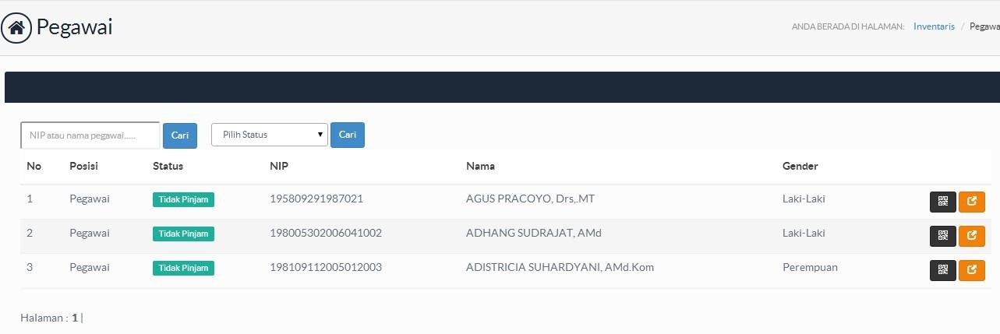 Pegawai
ANDA BERADA DI HALAMAN: Inventaris / Pegawa
NIP atau nama pegawai..... Cari Pilih Status Cari
No Posisi Status NIP Nama Gender
1 Pegawai Tidak Pinjam 195809291987021 AGUS PRACOYO, Drs,.MT Laki-Laki
2 Pegawai Tidak Pinjam 198005302006041002 ADHANG SUDRAJAT, AMd Laki-Laki
3 Pegawai Tidak Pinjam 198109112005012003 ADISTRICIA SUHARDYANI, AMd.Kom Perempuan
Halaman : 1 |